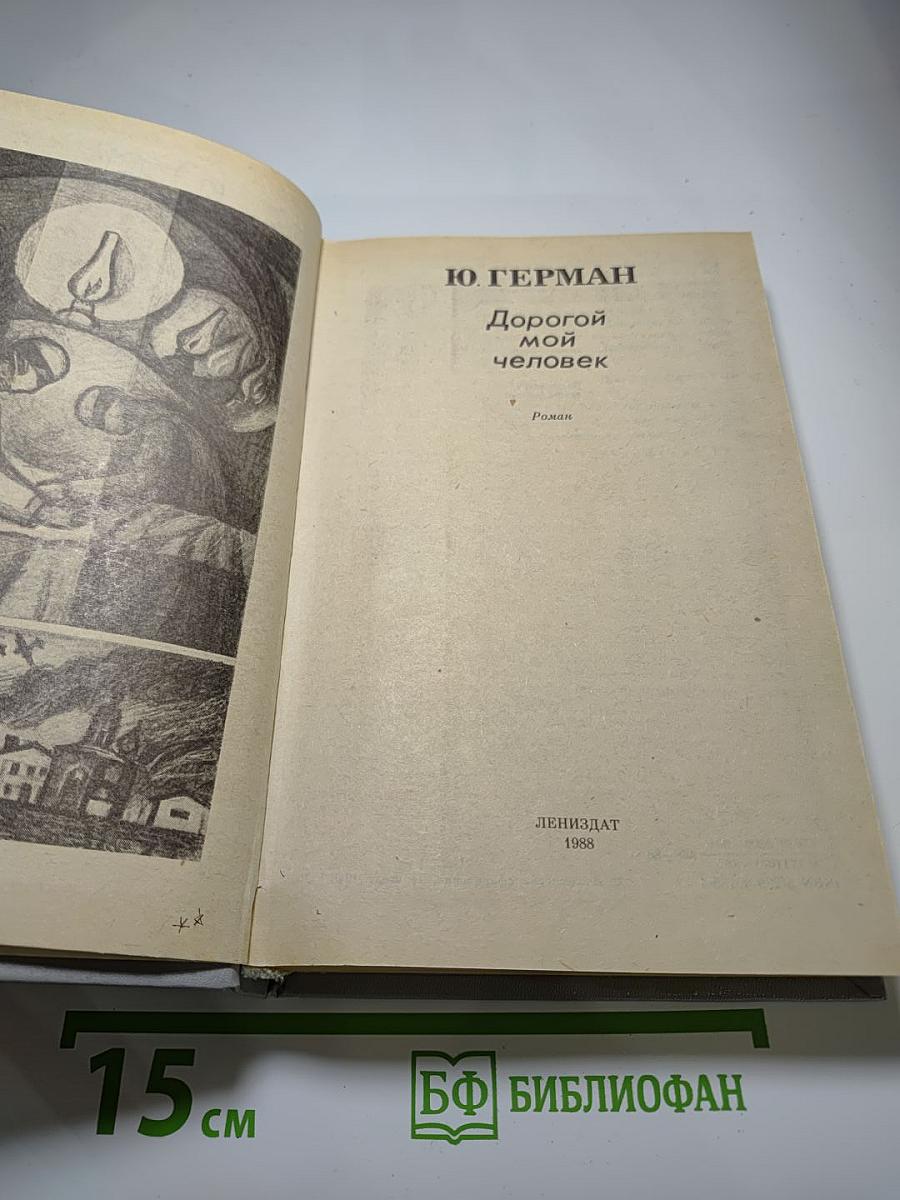 Ю. ГЕРМАН
Дорогой
мой
человек
Роман
ЛЕНИЗДАТ
1988
15 см
БФ БИБЛИОФАН